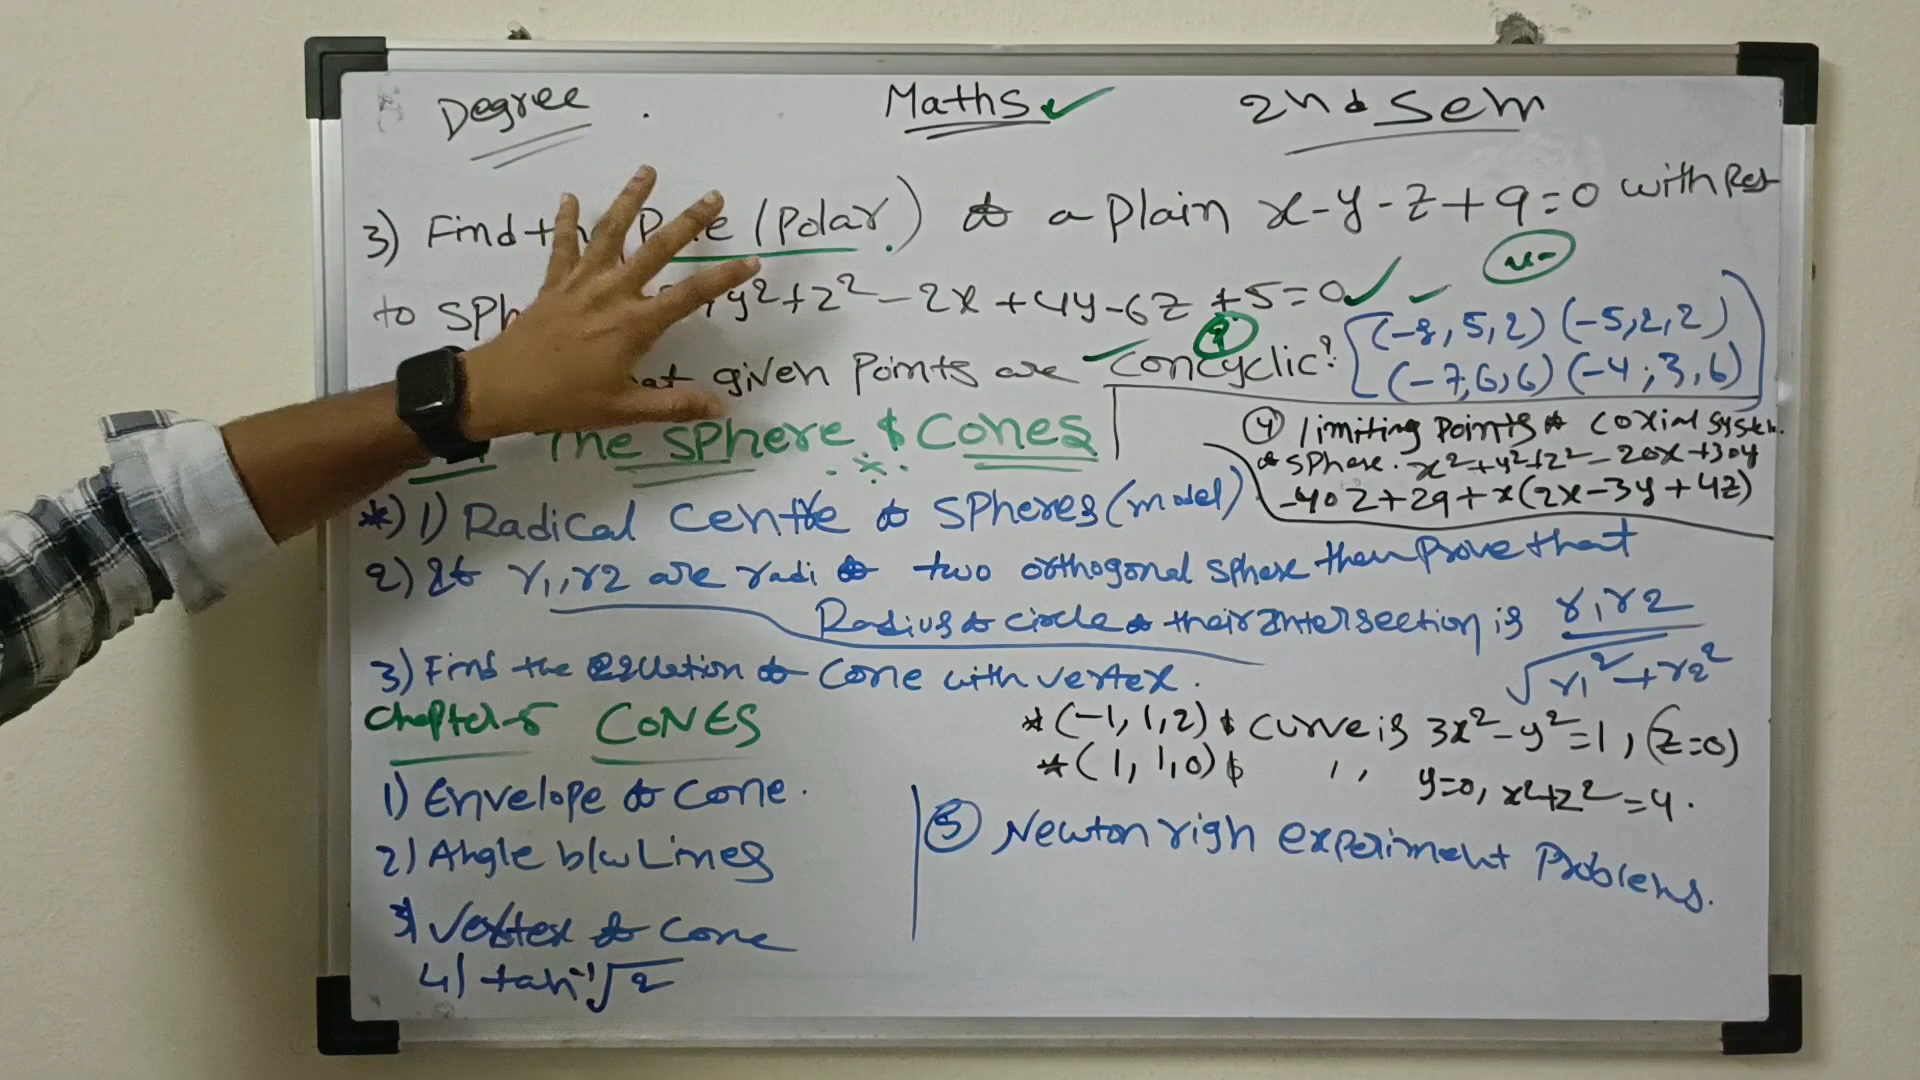 Degree . Maths 2nd Sem
3) Find the Pole (Polar) of a Plain x-y-z+9=0 with Res
to SPh y²+z²-2x+4y-6z+5=0
given Points are Concyclic? (-8,5,2) (-5,2,2)
(-7,6,6) (-4,3,6)
The SPhere & Cones
④ limiting Points of Coxial System.
of SPhere. x²+y²+z²-20x+30y
-40z+29+x(2x-3y+4z)
*) 1) Radical Centre of SPheres (model)
2) If r1, r2 are radi of two orthogonal Sphere then Prove that
Radius of circle of their Intersection is r1r2
√r1²+r2²
3) Find the equation of Cone with vertex.
Chapter-5 CONES
*(-1,1,2) & Curve is 3x²-y²=1, (z=0)
*(1,1,0) & ,, y=0, x²+z²=4.
1) Envelope of Cone.
2) Angle b/w Lines
3) Vertex of Cone
4) tan⁻¹√2
⑤ Newton righ experiment Problems.